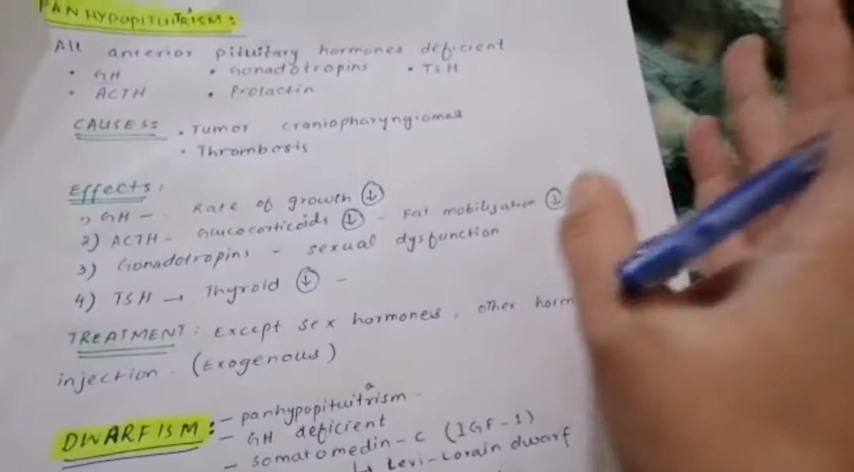 PANHYPOPITUITRISM:
All anterior pituitary hormones deficient
• GH • Gonadotropins • TSH
• ACTH • Prolactin
CAUSES: • Tumor craniopharyngiomas
• Thrombosis
Effects:
1) GH - Rate of growth ↓
2) ACTH - Glucocorticoids ↓ - Fat mobilisation ↓
3) Gonadotropins - sexual dysfunction
4) TSH → Thyroid ↓ -
TREATMENT: Except sex hormones, other horm
injection. (Exogenous)
DWARFISM: - panhypopituitarism -
- GH deficient
- somatomedin-c (IGF-1)
↳ Levi-Lorain dwarf